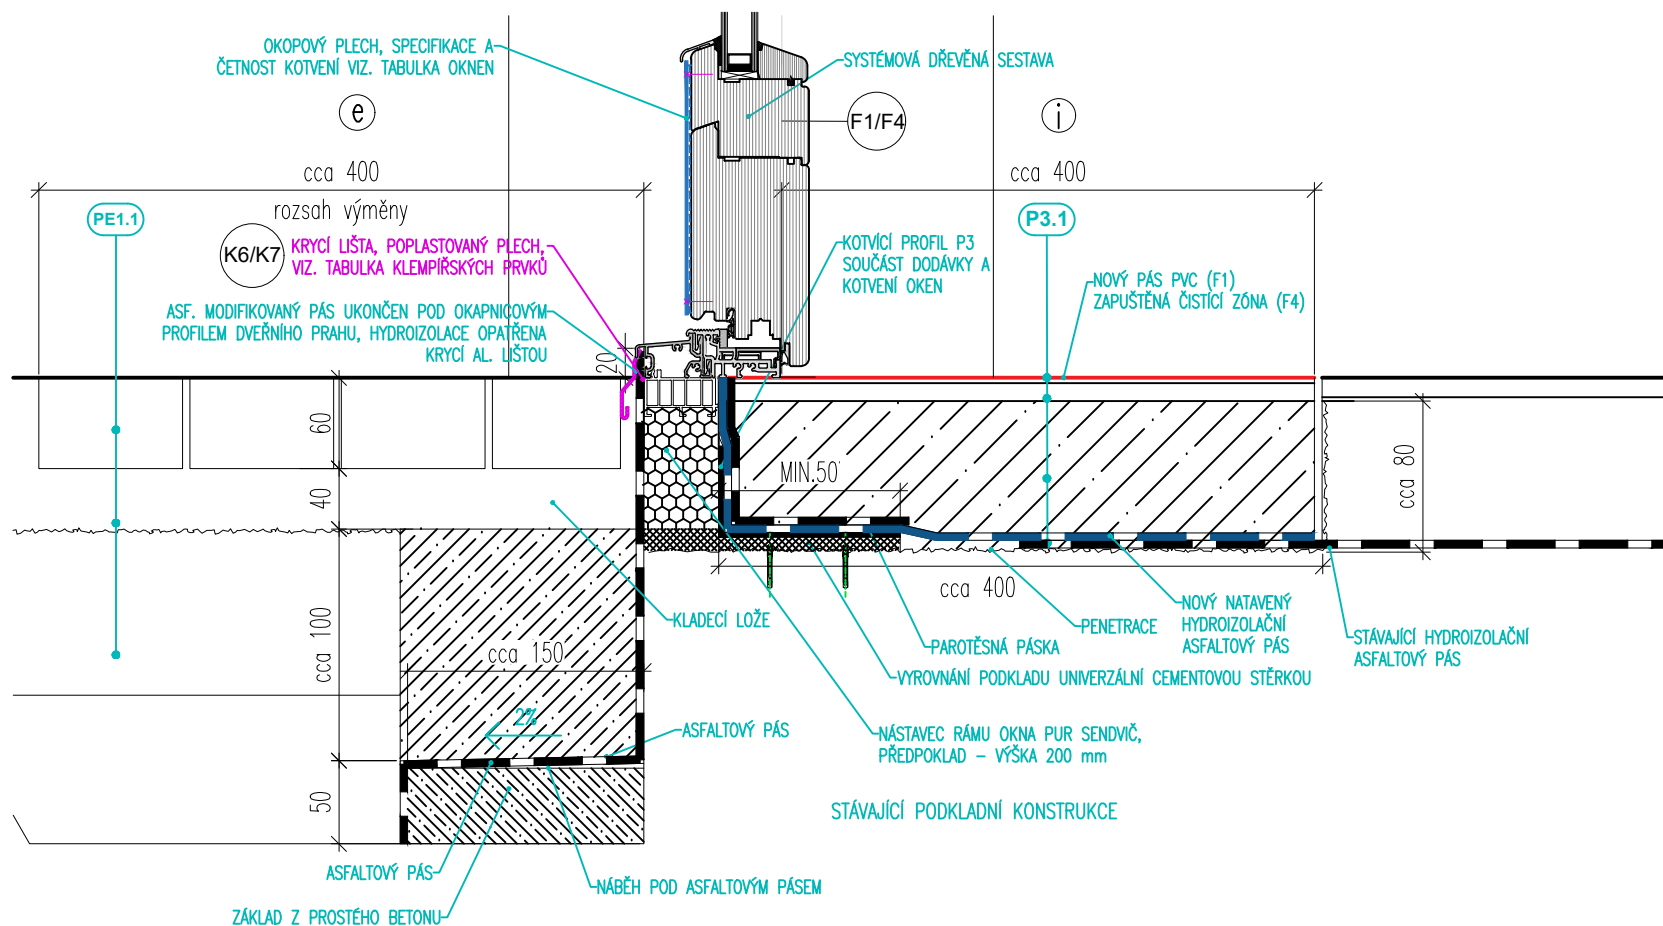 OKOPOVÝ PLECH, SPECIFIKACE A
ČETNOST KOTVENÍ VIZ. TABULKA OKNEN
SYSTÉMOVÁ DŘEVĚNÁ SESTAVA
e
F1/F4
i
cca 400
cca 400
rozsah výměny
PE1.1
P3.1
K6/K7
KRYCÍ LIŠTA, POPLASTOVANÝ PLECH,
VIZ. TABULKA KLEMPÍŘSKÝCH PRVKŮ
KOTVÍCÍ PROFIL P3
SOUČÁST DODÁVKY A
KOTVENÍ OKEN
NOVÝ PÁS PVC (F1)
ZAPUŠTĚNÁ ČISTÍCÍ ZÓNA (F4)
ASF. MODIFIKOVANÝ PÁS UKONČEN POD OKAPNICOVÝM
PROFILEM DVEŘNÍHO PRAHU, HYDROIZOLACE OPATŘENA
KRYCÍ AL. LIŠTOU
20
60
MIN.50
cca 80
40
cca 400
KLADECÍ LOŽE
PAROTĚSNÁ PÁSKA
PENETRACE
NOVÝ NATAVENÝ
HYDROIZOLAČNÍ
ASFALTOVÝ PÁS
STÁVAJÍCÍ HYDROIZOLAČNÍ
ASFALTOVÝ PÁS
cca 100
cca 150
VYROVNÁNÍ PODKLADU UNIVERZÁLNÍ CEMENTOVOU STĚRKOU
2%
ASFALTOVÝ PÁS
NÁSTAVEC RÁMU OKNA PUR SENDVIČ,
PŘEDPOKLAD – VÝŠKA 200 mm
50
STÁVAJÍCÍ PODKLADNÍ KONSTRUKCE
ASFALTOVÝ PÁS
NÁBĚH POD ASFALTOVÝM PÁSEM
ZÁKLAD Z PROSTÉHO BETONU